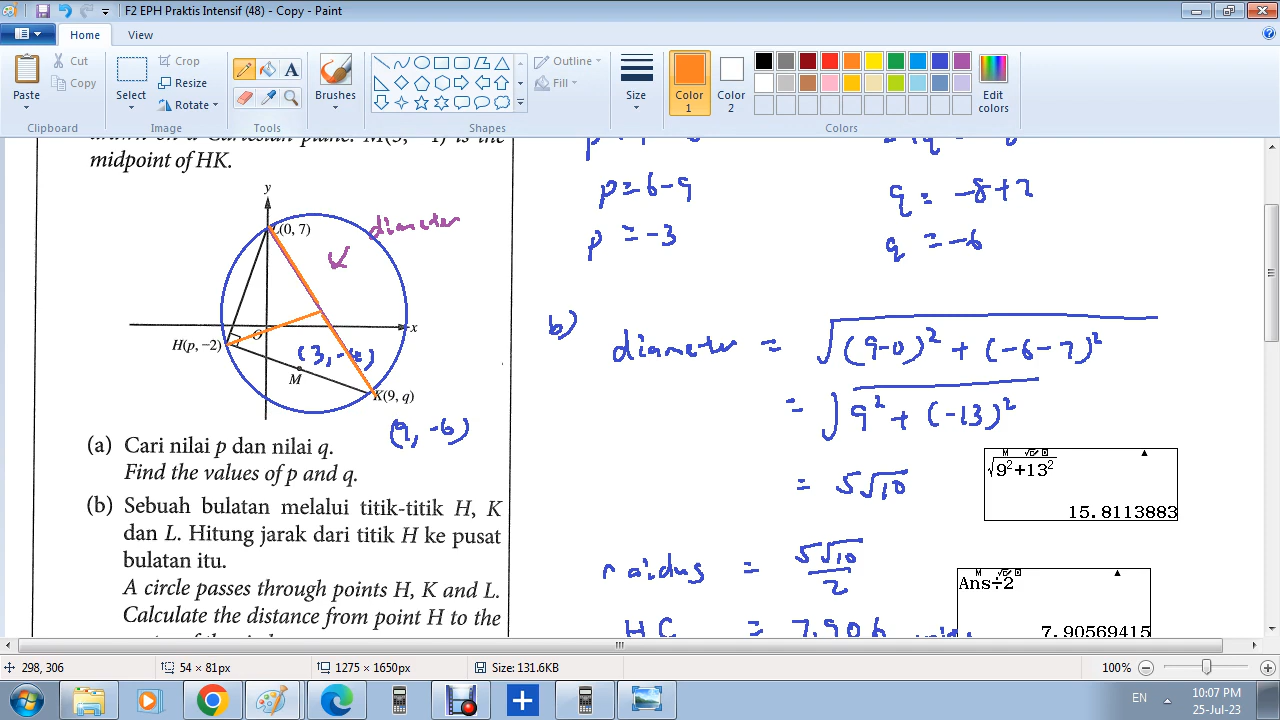 F2 EPH Praktis Intensif (48) - Copy - Paint
Home View
Paste
Cut
Copy
Clipboard
Select
Crop
Resize
Rotate
Image
Tools
Brushes
Shapes
Outline
Fill
Size
Color 1
Color 2
Edit colors
Colors
midpoint of HK.
y
L(0, 7)
diameter
x
O
H(p, −2)
M
K(9, q)
(9, -6)
(a) Cari nilai p dan nilai q.
Find the values of p and q.
(b) Sebuah bulatan melalui titik-titik H, K
dan L. Hitung jarak dari titik H ke pusat
bulatan itu.
A circle passes through points H, K and L.
Calculate the distance from point H to the
p = 6-9
p = -3
q = -8+2
q = -6
b)
diameter = √(9-0)² + (-6-7)²
= √9² + (-13)²
= 5√10
radius = 5√10/2
HC = 7.906
√9²+13²
15.8113883
Ans÷2
7.90569415
298, 306
54 × 81px
1275 × 1650px
Size: 131.6KB
100%
EN
10:07 PM
25-Jul-23